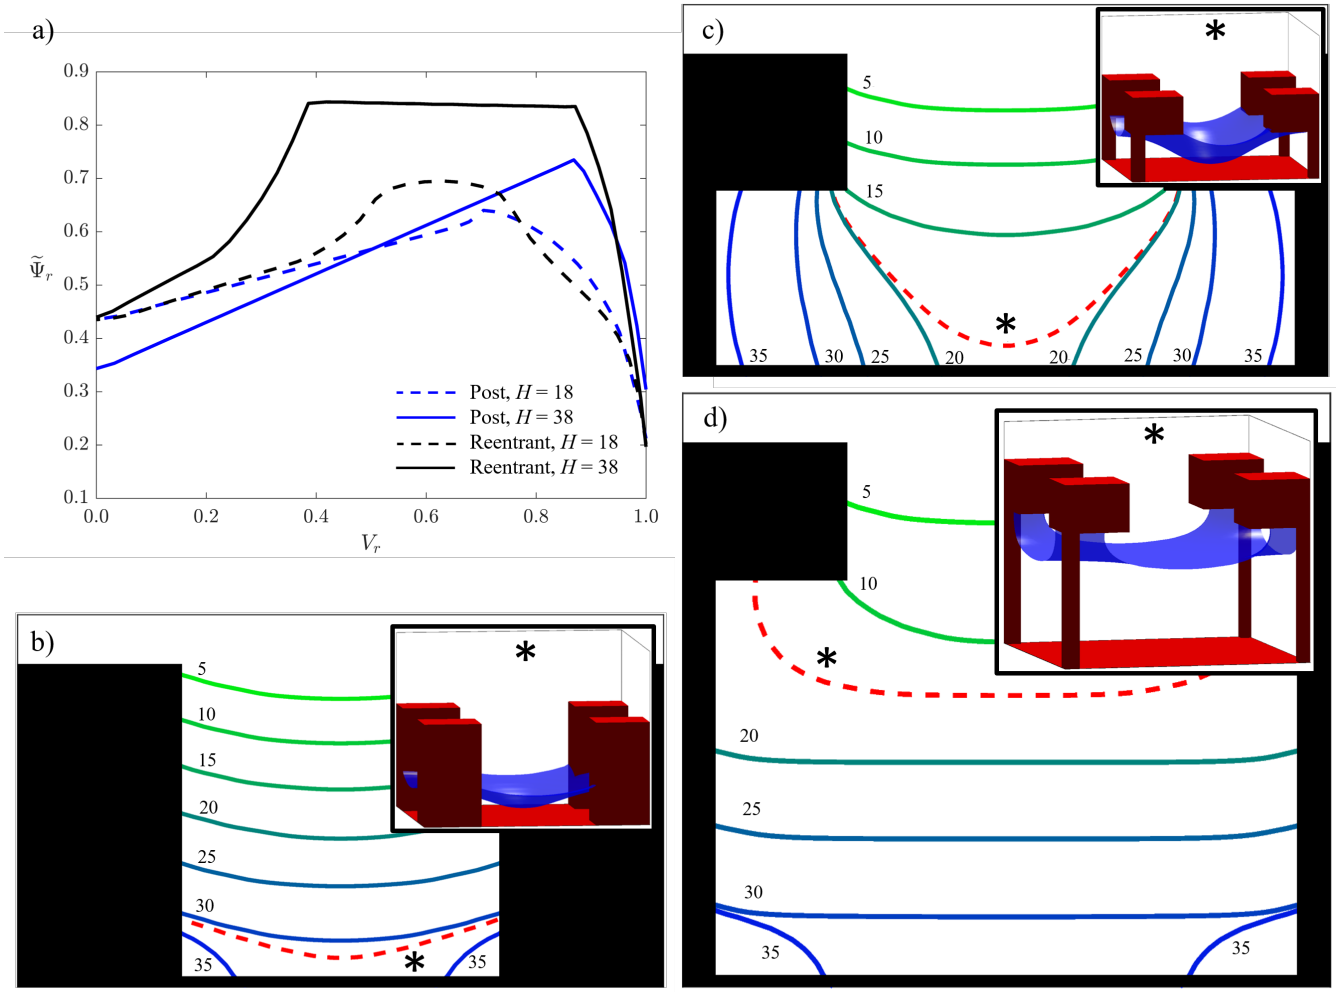 a)
0.9
0.8
0.7
0.6
0.5
0.4
0.3
0.2
0.1
Ψ̃r
0.0 0.2 0.4 0.6 0.8 1.0
Vr
Post, H = 18
Post, H = 38
Reentrant, H = 18
Reentrant, H = 38
b)
*
5
10
15
20
25
30
35 * 35
c)
*
5
10
15
*
35 30 25 20 20 25 30 35
d)
*
5
10
*
20
25
30
35 35